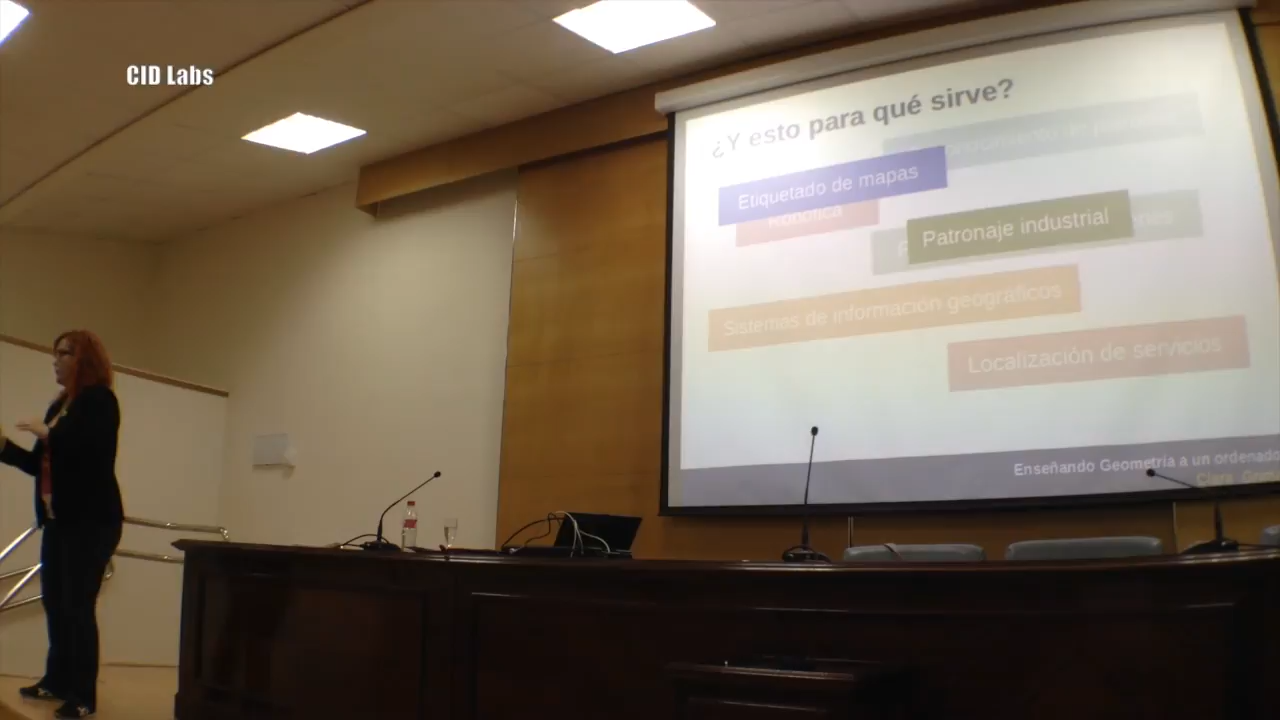 CID Labs
¿Y esto para qué sirve?
Etiquetado de mapas
Robótica
Patronaje industrial
Sistemas de información geográficos
Localización de servicios
Enseñando Geometría a un ordenado
Clara